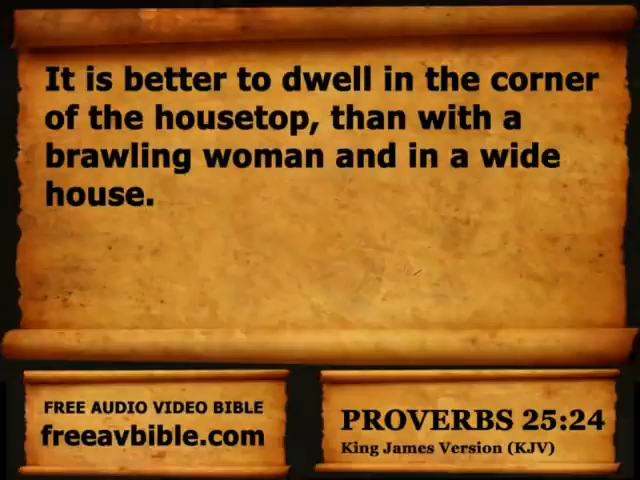 It is better to dwell in the corner
of the housetop, than with a
brawling woman and in a wide
house.
FREE AUDIO VIDEO BIBLE
freeavbible.com
PROVERBS 25:24
King James Version (KJV)